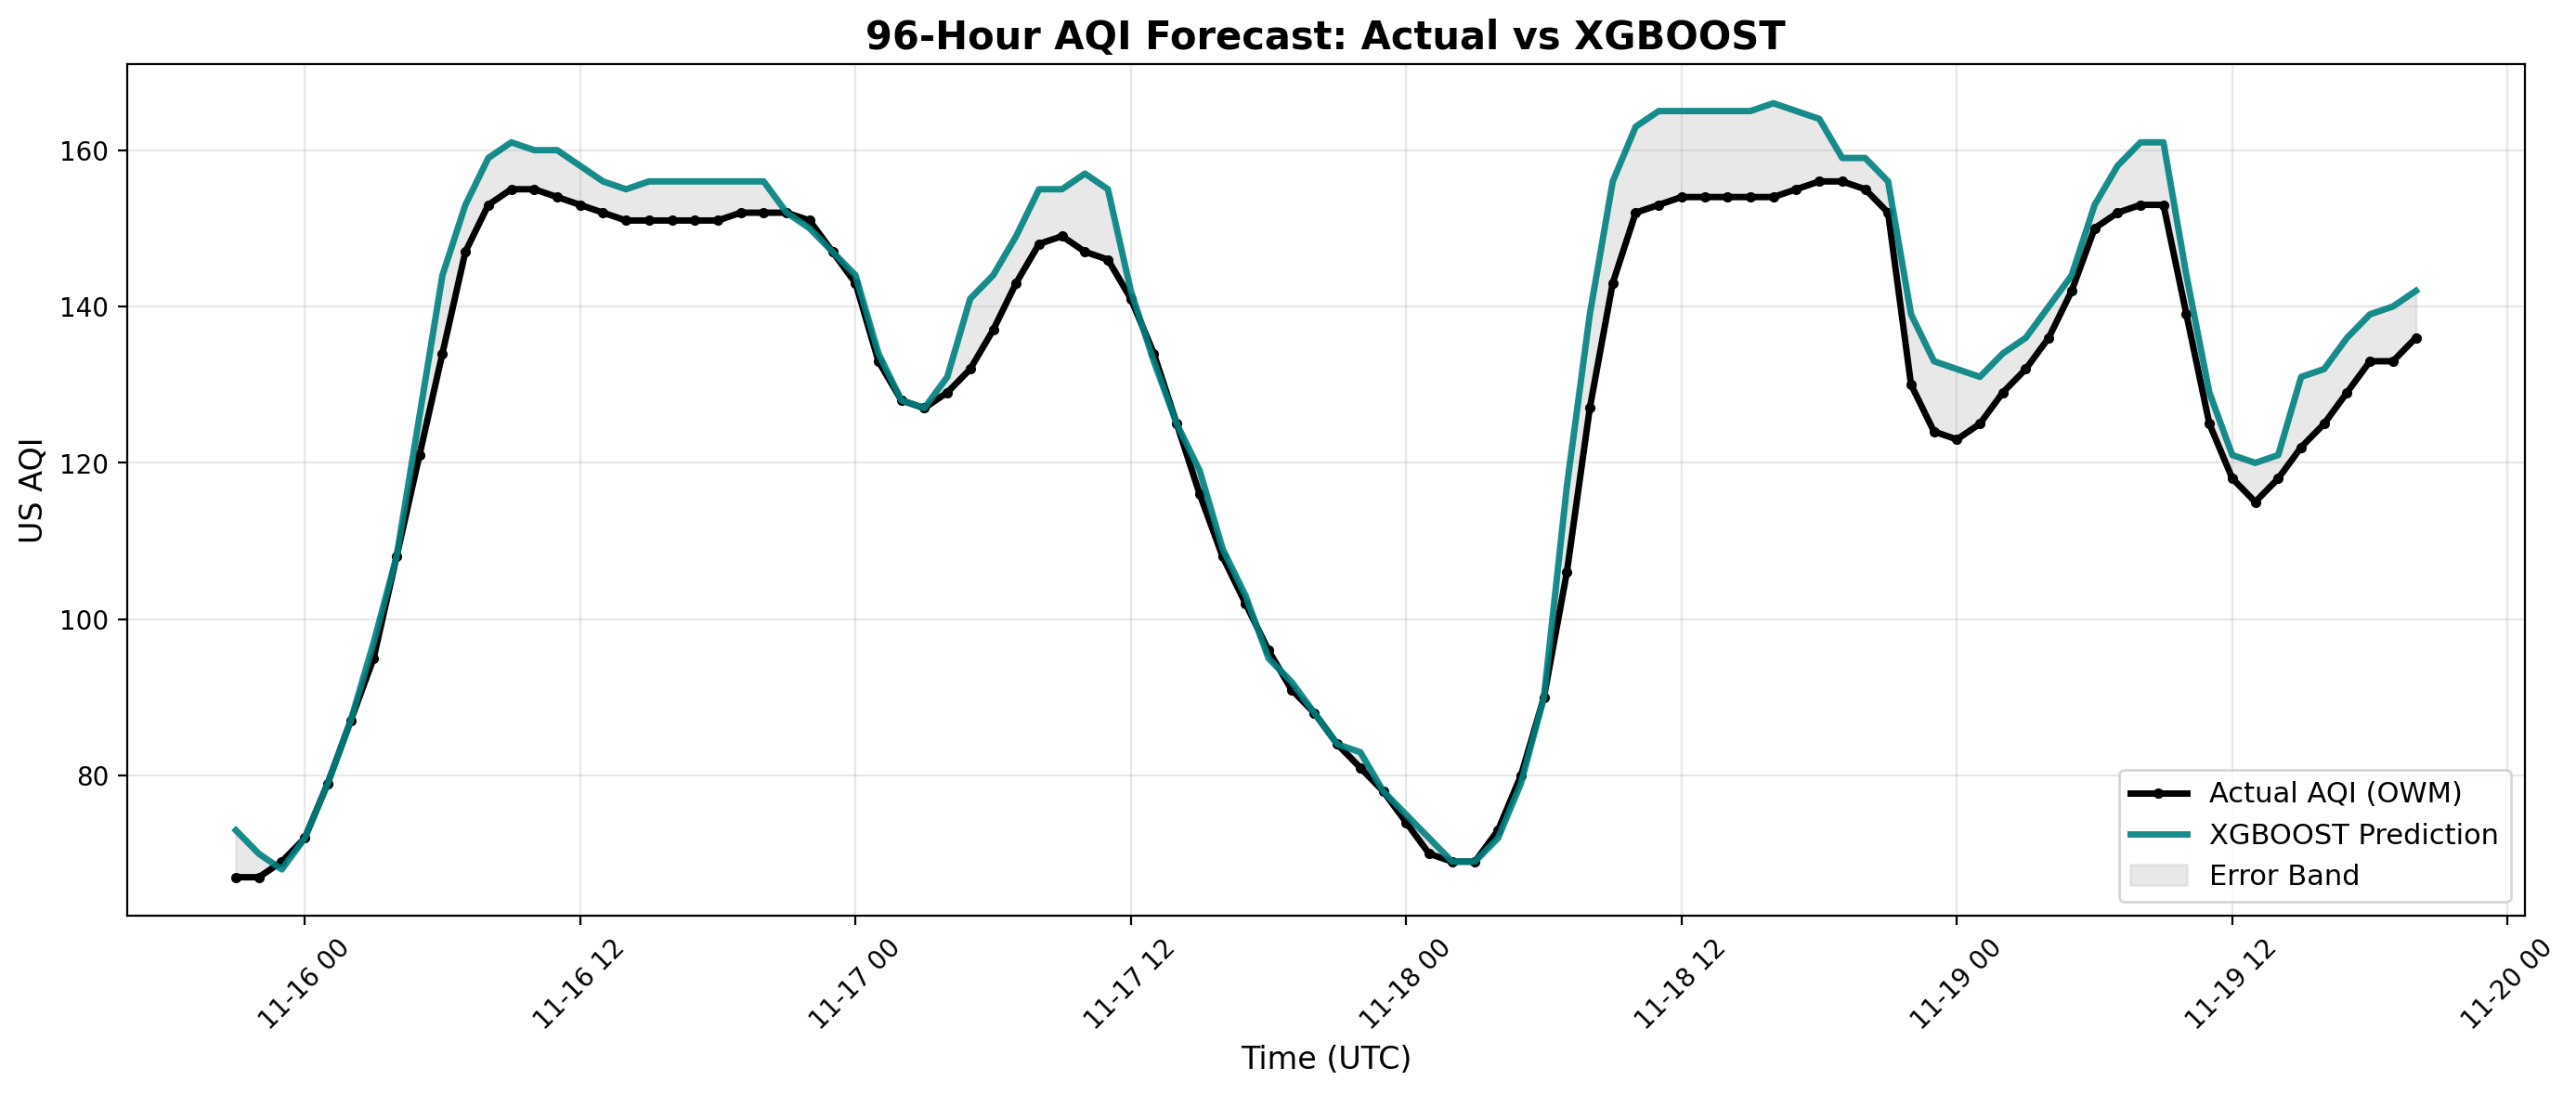 96-Hour AQI Forecast: Actual vs XGBOOST
US AQI
160
140
120
100
80
Actual AQI (OWM)
XGBOOST Prediction
Error Band
11-16 00
11-16 12
11-17 00
11-17 12
11-18 00
11-18 12
11-19 00
11-19 12
11-20 00
Time (UTC)